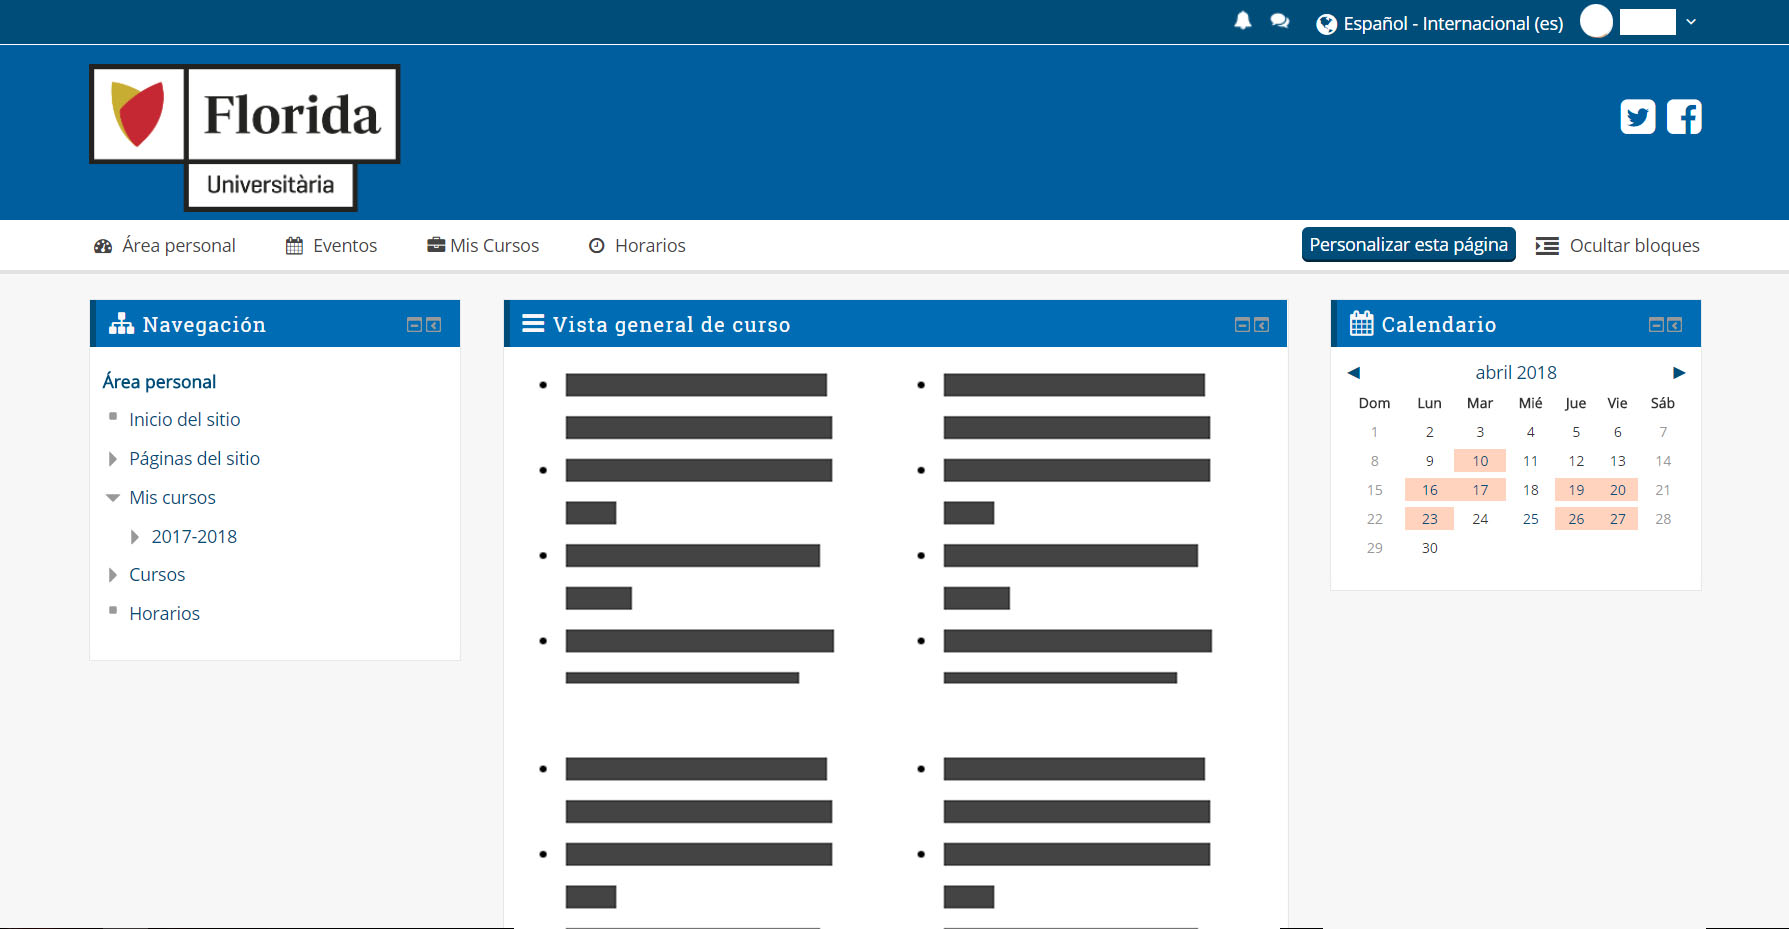 Español - Internacional (es)
Florida
Universitària
Área personal
Eventos
Mis Cursos
Horarios
Personalizar esta página
Ocultar bloques
Navegación
Área personal
Inicio del sitio
Páginas del sitio
Mis cursos
2017-2018
Cursos
Horarios
Vista general de curso
Calendario
abril 2018
Dom Lun Mar Mié Jue Vie Sáb
1 2 3 4 5 6 7
8 9 10 11 12 13 14
15 16 17 18 19 20 21
22 23 24 25 26 27 28
29 30